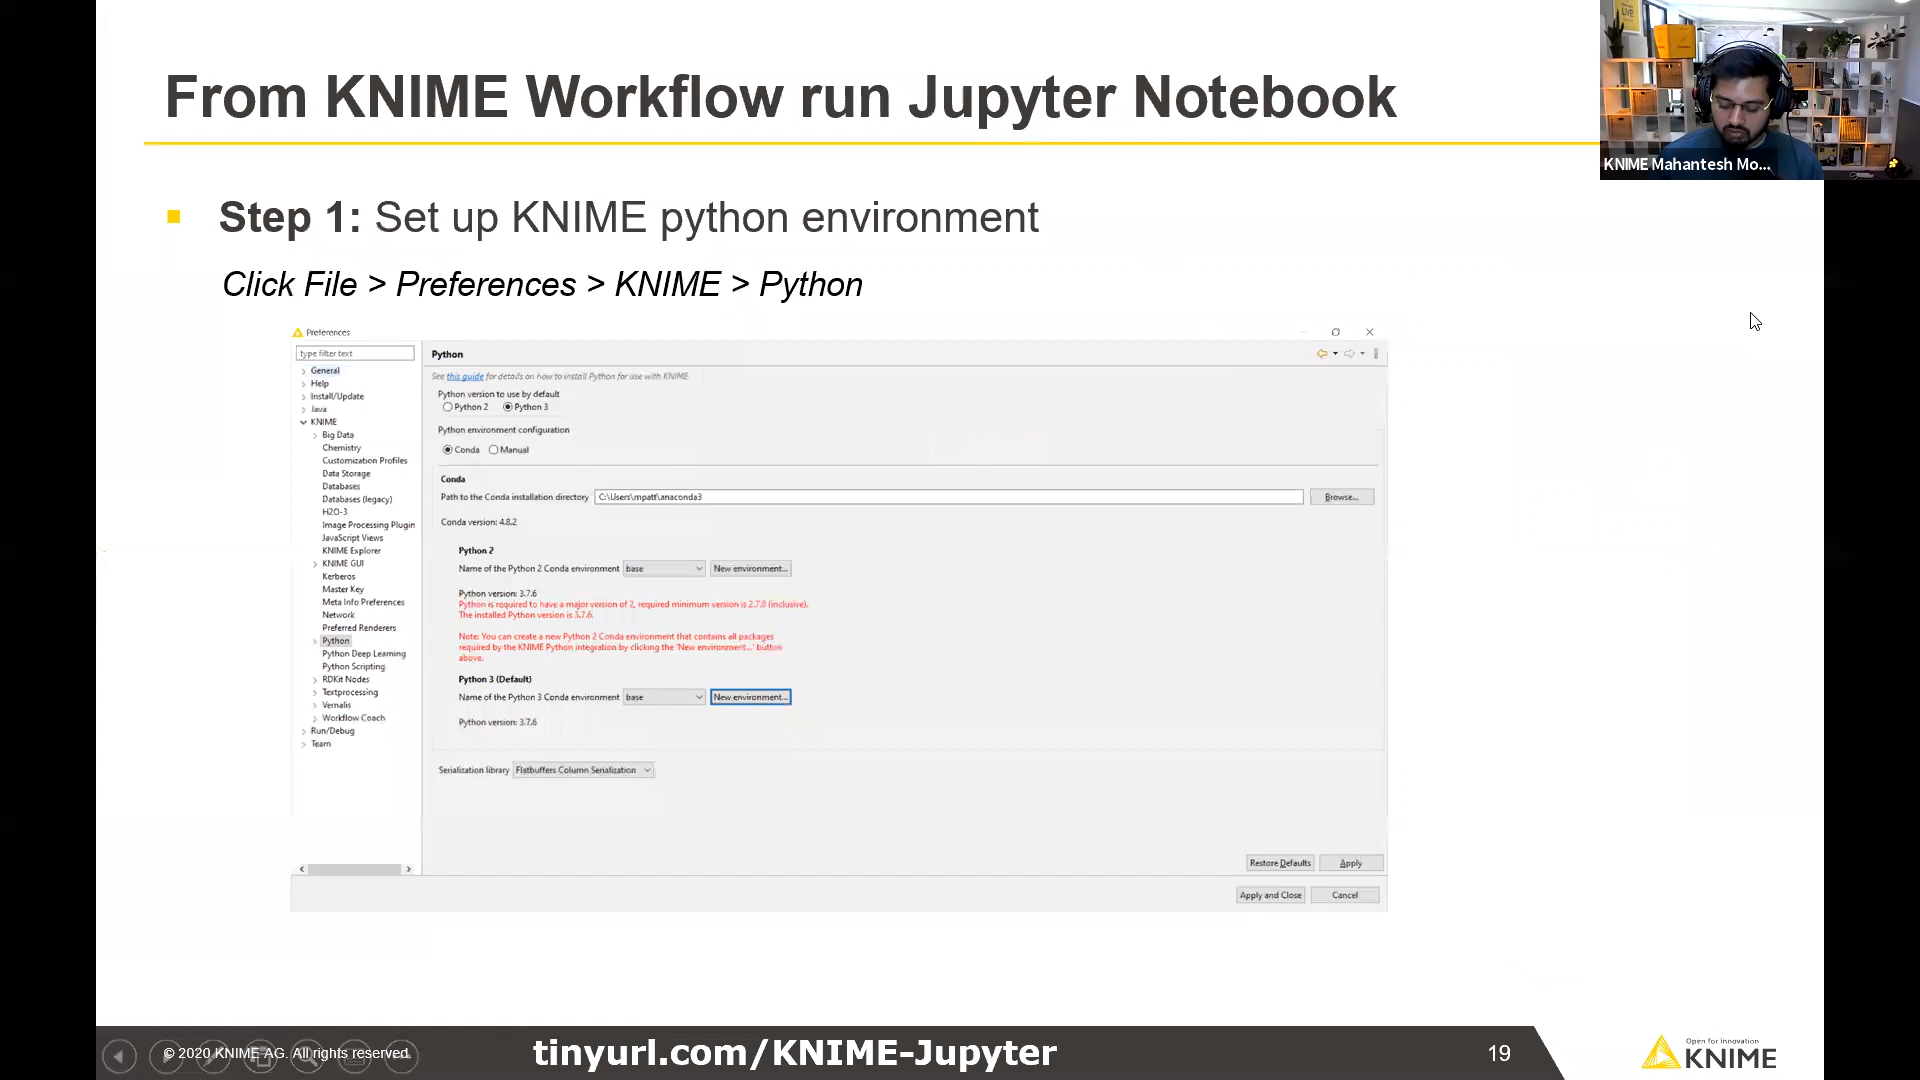 From KNIME Workflow run Jupyter Notebook
KNIME Mahantesh Mo...
Step 1: Set up KNIME python environment
Click File > Preferences > KNIME > Python
Preferences
type filter text
General
Help
Install/Update
Java
KNIME
Big Data
Chemistry
Customization Profiles
Data Storage
Databases
Databases (legacy)
H2O-3
Image Processing Plugin
JavaScript Views
KNIME Explorer
KNIME GUI
Kerberos
Master Key
Meta Info Preferences
Network
Preferred Renderers
Python
Python Deep Learning
Python Scripting
RDKit Nodes
Textprocessing
Vernalis
Workflow Coach
Run/Debug
Team
Python
See this guide for details on how to install Python for use with KNIME.
Python version to use by default
Python 2 Python 3
Python environment configuration
Conda Manual
Conda
Path to the Conda installation directory C:\Users\mpatt\anaconda3 Browse...
Conda version: 4.8.2
Python 2
Name of the Python 2 Conda environment base New environment...
Python version: 3.7.6
Python is required to have a major version of 2, required minimum version is 2.7.0 (inclusive).
The installed Python version is 3.7.6.
Note: You can create a new Python 2 Conda environment that contains all packages
required by the KNIME Python integration by clicking the 'New environment...' button
above.
Python 3 (Default)
Name of the Python 3 Conda environment base New environment...
Python version: 3.7.6
Serialization library Flatbuffers Column Serialization
Restore Defaults Apply
Apply and Close Cancel
© 2020 KNIME AG. All rights reserved.
tinyurl.com/KNIME-Jupyter
19
Open for Innovation
KNIME